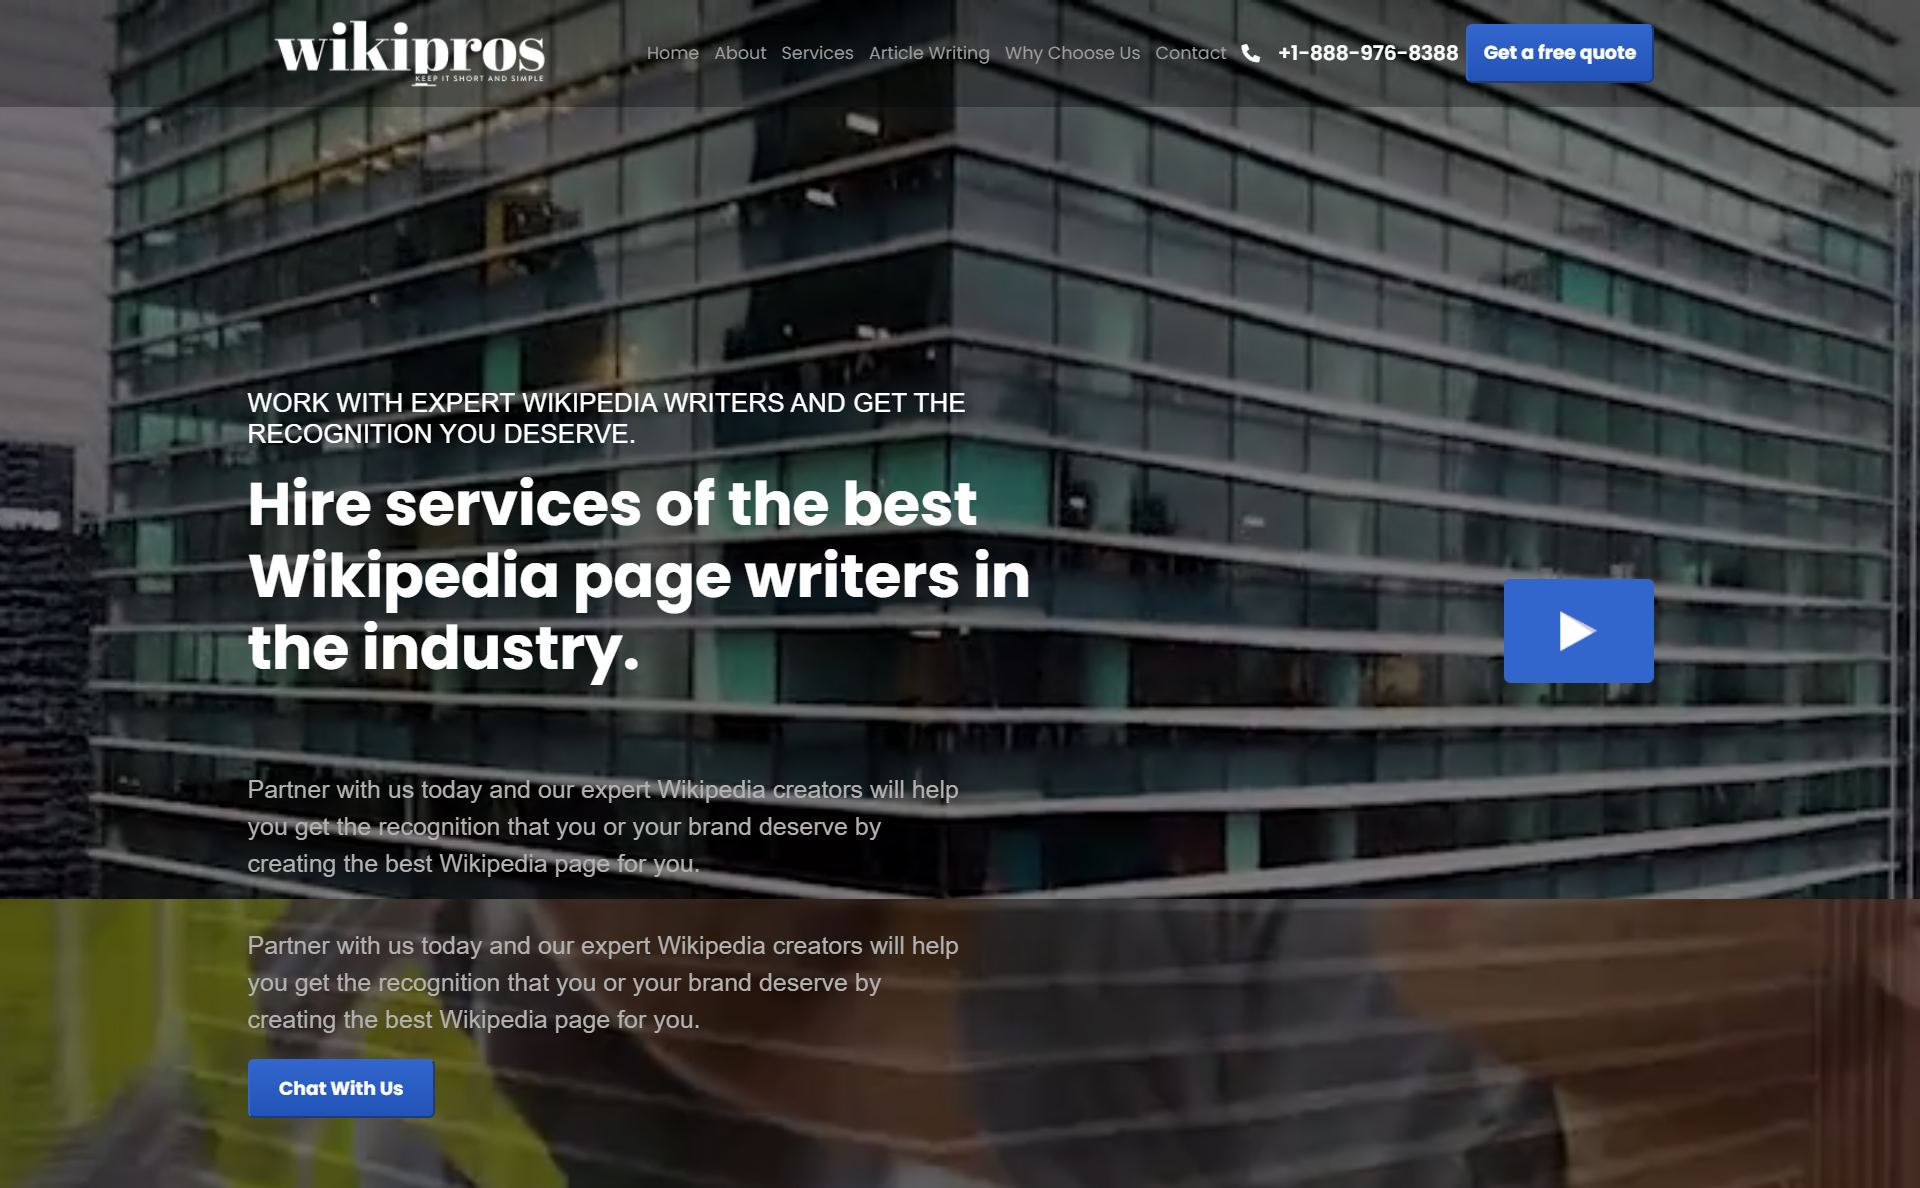 wikipros
KEEP IT SHORT AND SIMPLE
Home About Services Article Writing Why Choose Us Contact +1-888-976-8388 Get a free quote
WORK WITH EXPERT WIKIPEDIA WRITERS AND GET THE
RECOGNITION YOU DESERVE.
Hire services of the best
Wikipedia page writers in
the industry.
Partner with us today and our expert Wikipedia creators will help
you get the recognition that you or your brand deserve by
creating the best Wikipedia page for you.
Partner with us today and our expert Wikipedia creators will help
you get the recognition that you or your brand deserve by
creating the best Wikipedia page for you.
Chat With Us